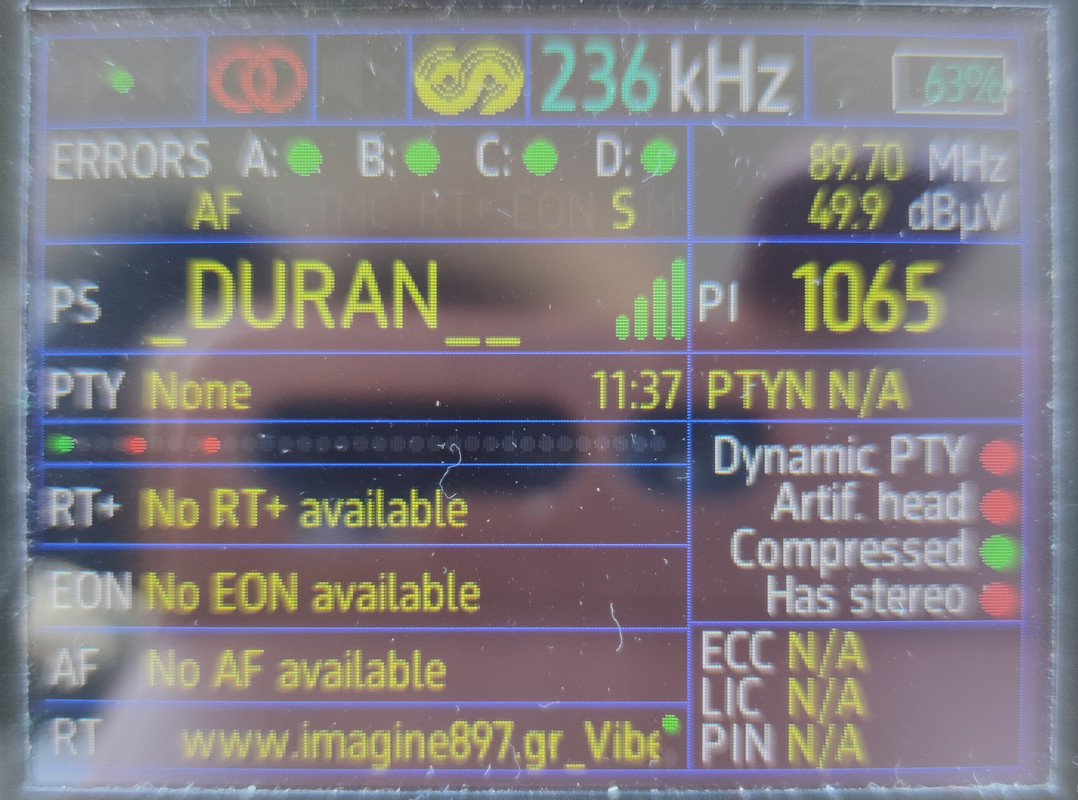 236 kHz 63%
ERRORS A: B: C: D: 89.70 MHz
AF S 49.9 dBµV
PS _DURAN__ PI 1065
PTY None 11:37 PTYN N/A
Dynamic PTY
Artif. head
Compressed
Has stereo
RT+ No RT+ available
EON No EON available
AF No AF available
RT www.imagine897.gr_Vibe
ECC N/A
LIC N/A
PIN N/A